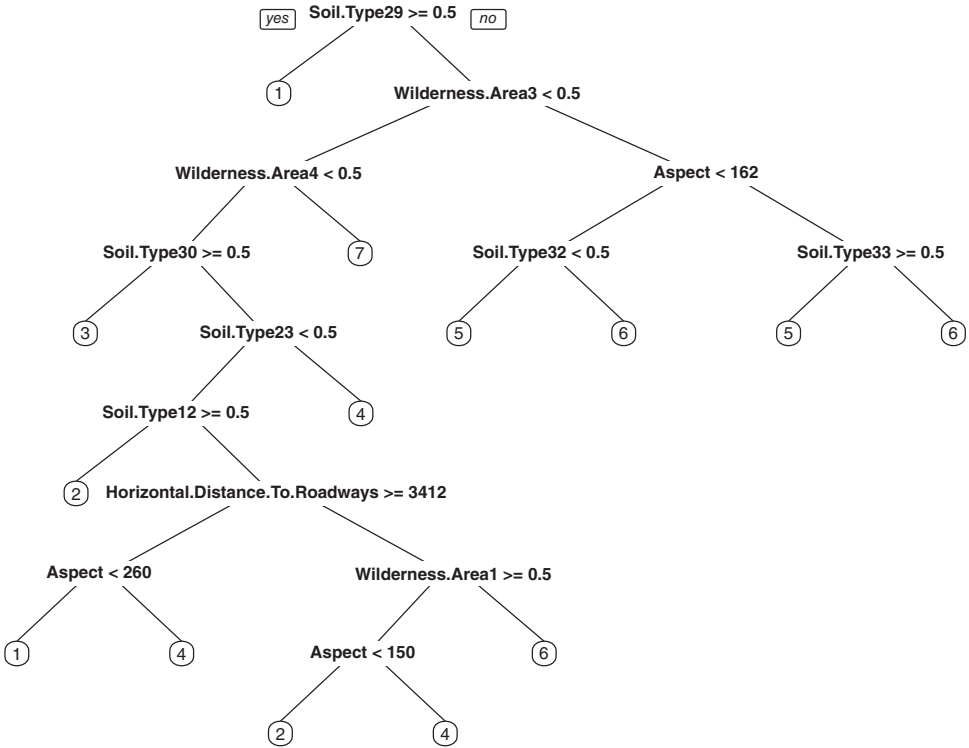 yes Soil.Type29 >= 0.5 no
1
Wilderness.Area3 < 0.5
Wilderness.Area4 < 0.5
Aspect < 162
Soil.Type30 >= 0.5
7
Soil.Type32 < 0.5
Soil.Type33 >= 0.5
3
Soil.Type23 < 0.5
5
6
5
6
Soil.Type12 >= 0.5
4
2
Horizontal.Distance.To.Roadways >= 3412
Aspect < 260
Wilderness.Area1 >= 0.5
1
4
Aspect < 150
6
2
4